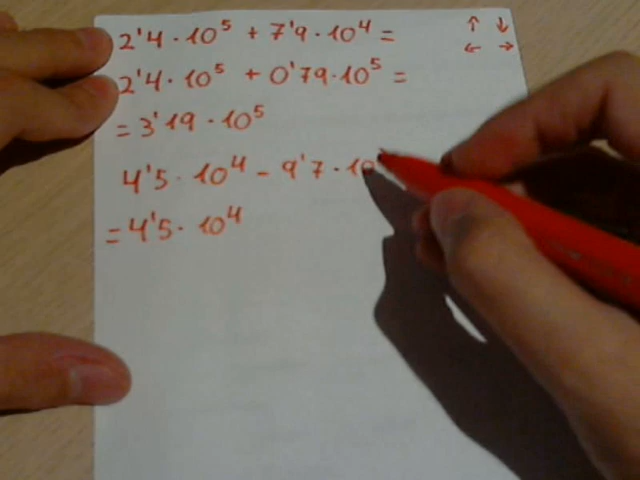 2'4 · 10⁵ + 7'9 · 10⁴ =
2'4 · 10⁵ + 0'79 · 10⁵ =
= 3'19 · 10⁵
4'5 · 10⁴ - 9'7 · 10
= 4'5 · 10⁴
↑ ↓
← →